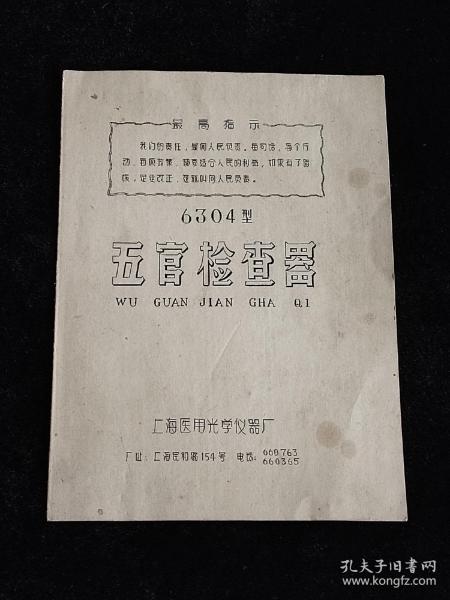 最高指示
我们的责任，是向人民负责。每句话，每个行
动，每项政策，都要适合人民的利益，如果有了错
误，定要改正，这就叫向人民负责。
6304型
五官检查器
WU GUAN JIAN GHA QI
上海医用光学仪器厂
厂址：上海民和路154号 电话：660763
660365
孔夫子旧书网
www.kongfz.com